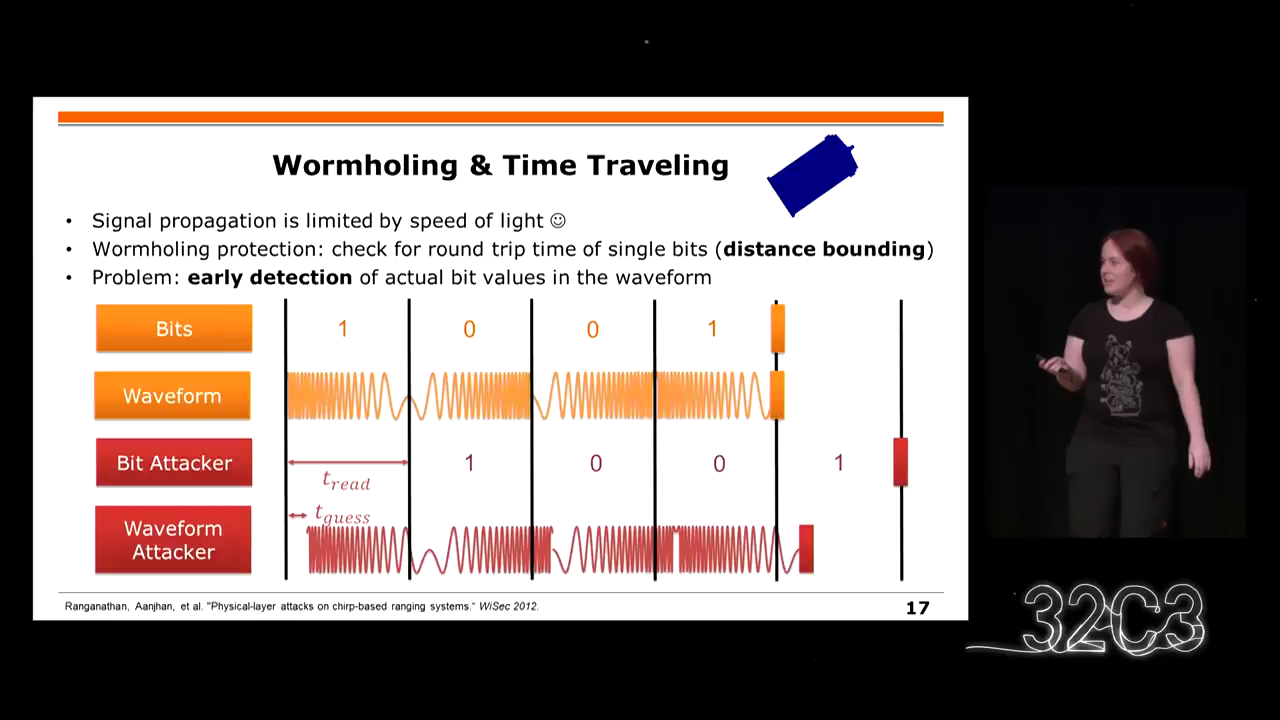 Wormholing & Time Traveling
• Signal propagation is limited by speed of light ☺
• Wormholing protection: check for round trip time of single bits (distance bounding)
• Problem: early detection of actual bit values in the waveform
Bits 1 0 0 1
Waveform
Bit Attacker 1 0 0 1
t_read
t_guess
Waveform
Attacker
Ranganathan, Aanjhan, et al. "Physical-layer attacks on chirp-based ranging systems." WiSec 2012.
17
32C3